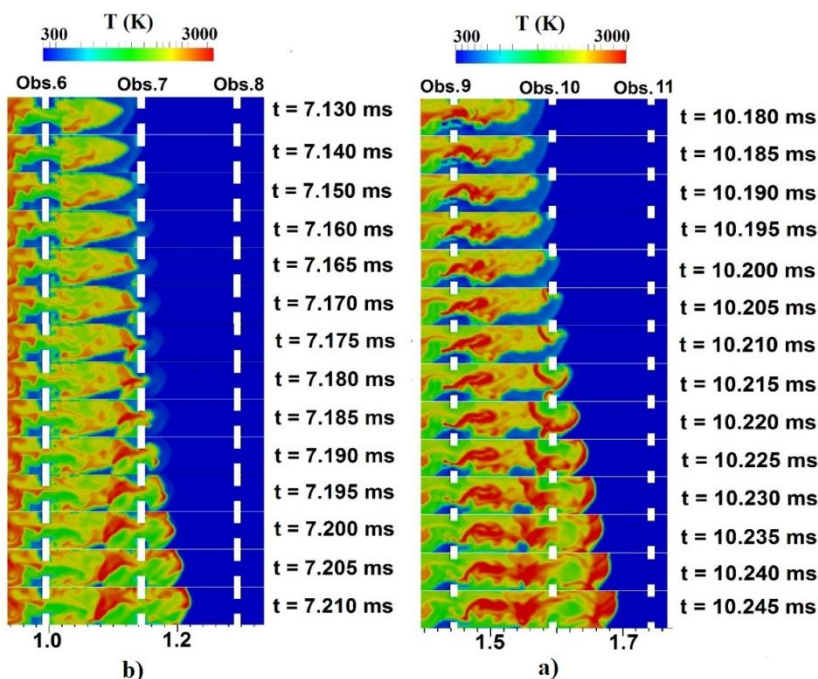 T (K)
300 3000
Obs.6 Obs.7 Obs.8
t = 7.130 ms
t = 7.140 ms
t = 7.150 ms
t = 7.160 ms
t = 7.165 ms
t = 7.170 ms
t = 7.175 ms
t = 7.180 ms
t = 7.185 ms
t = 7.190 ms
t = 7.195 ms
t = 7.200 ms
t = 7.205 ms
t = 7.210 ms
1.0 1.2
b)
T (K)
300 3000
Obs.9 Obs.10 Obs.11
t = 10.180 ms
t = 10.185 ms
t = 10.190 ms
t = 10.195 ms
t = 10.200 ms
t = 10.205 ms
t = 10.210 ms
t = 10.215 ms
t = 10.220 ms
t = 10.225 ms
t = 10.230 ms
t = 10.235 ms
t = 10.240 ms
t = 10.245 ms
1.5 1.7
a)